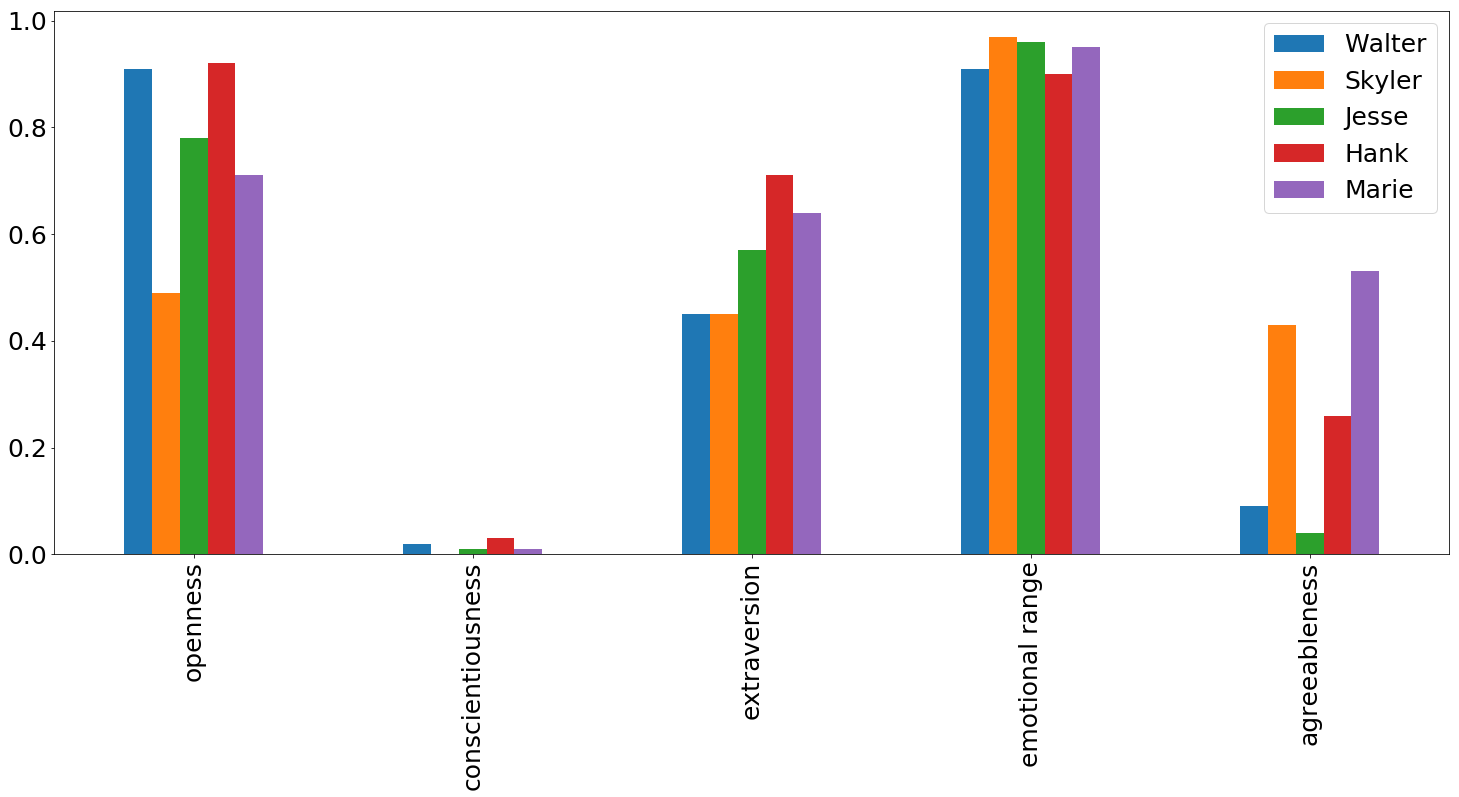 1.0
0.8
0.6
0.4
0.2
0.0
Walter
Skyler
Jesse
Hank
Marie
openness
conscientiousness
extraversion
emotional range
agreeableness